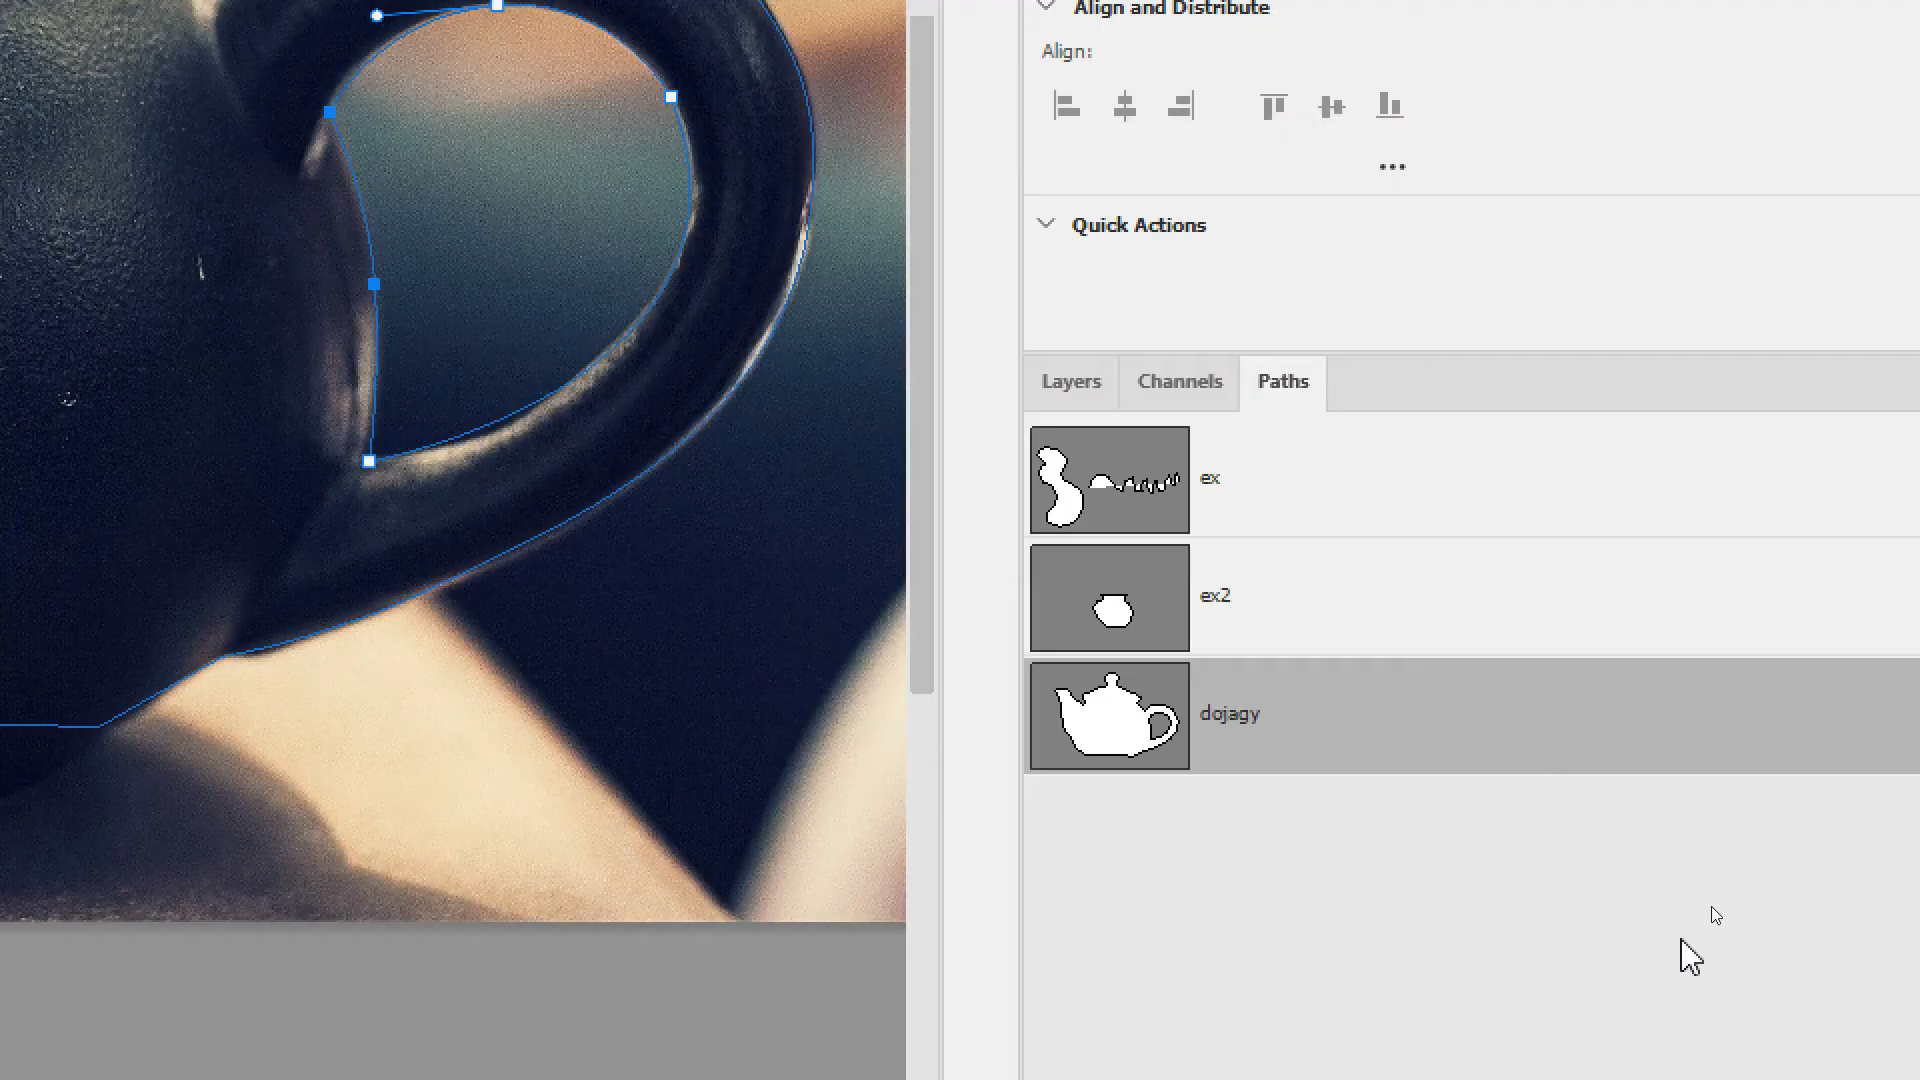 Align and Distribute
Align:
Quick Actions
Layers
Channels
Paths
ex
ex2
dojagy